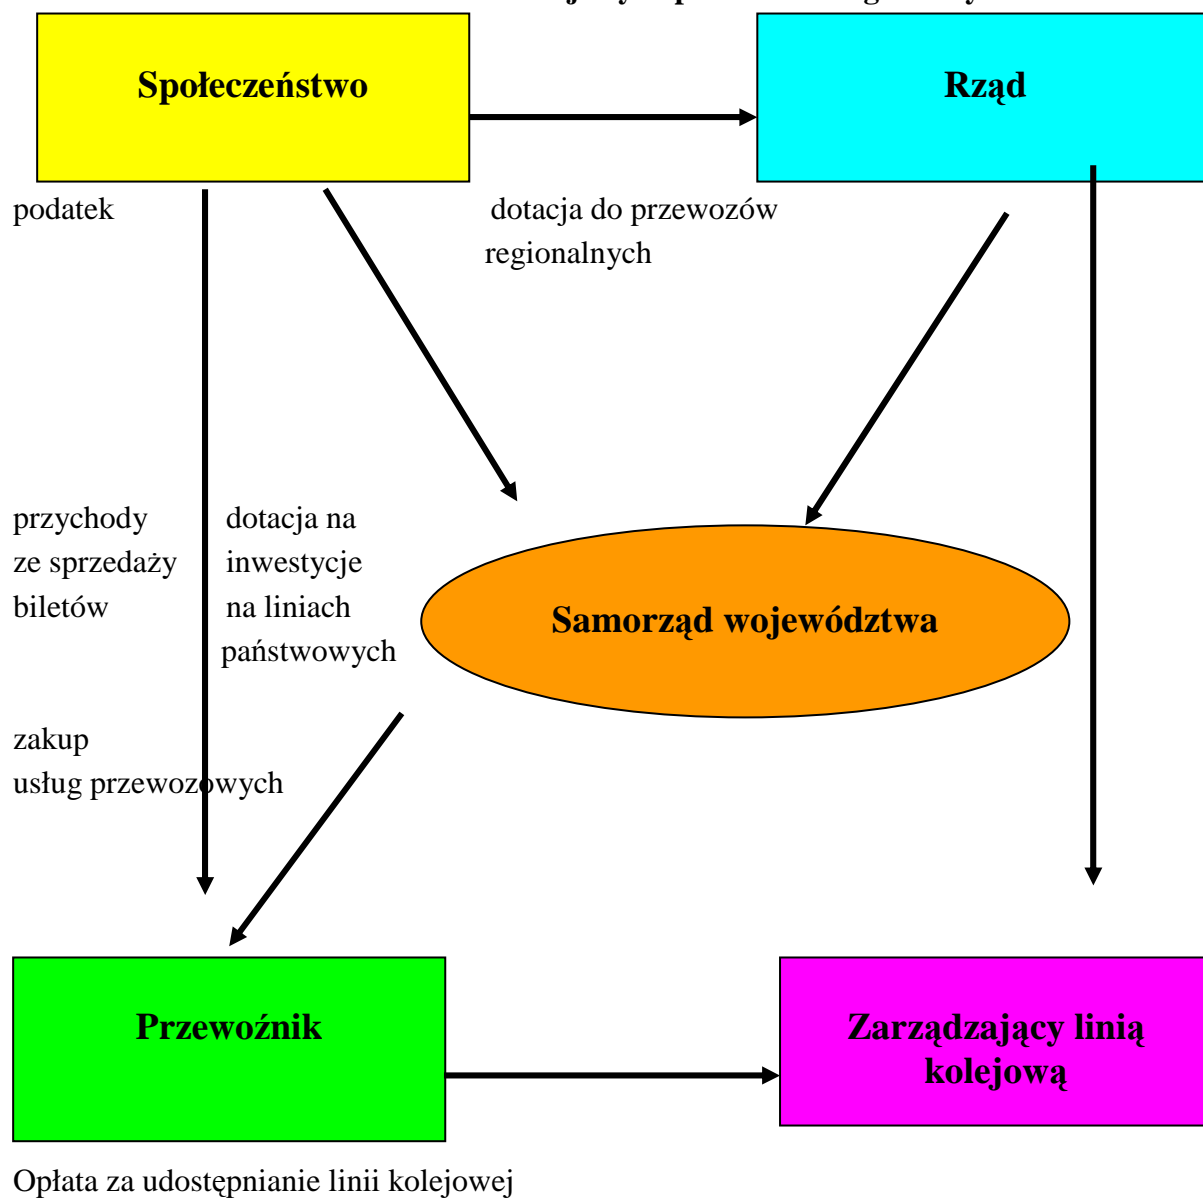 Społeczeństwo
Rząd
podatek
dotacja do przewozów
regionalnych
przychody
ze sprzedaży
biletów
dotacja na
inwestycje
na liniach
państwowych
Samorząd województwa
zakup
usług przewozowych
Przewoźnik
Zarządzający linią
kolejową
Opłata za udostępnianie linii kolejowej